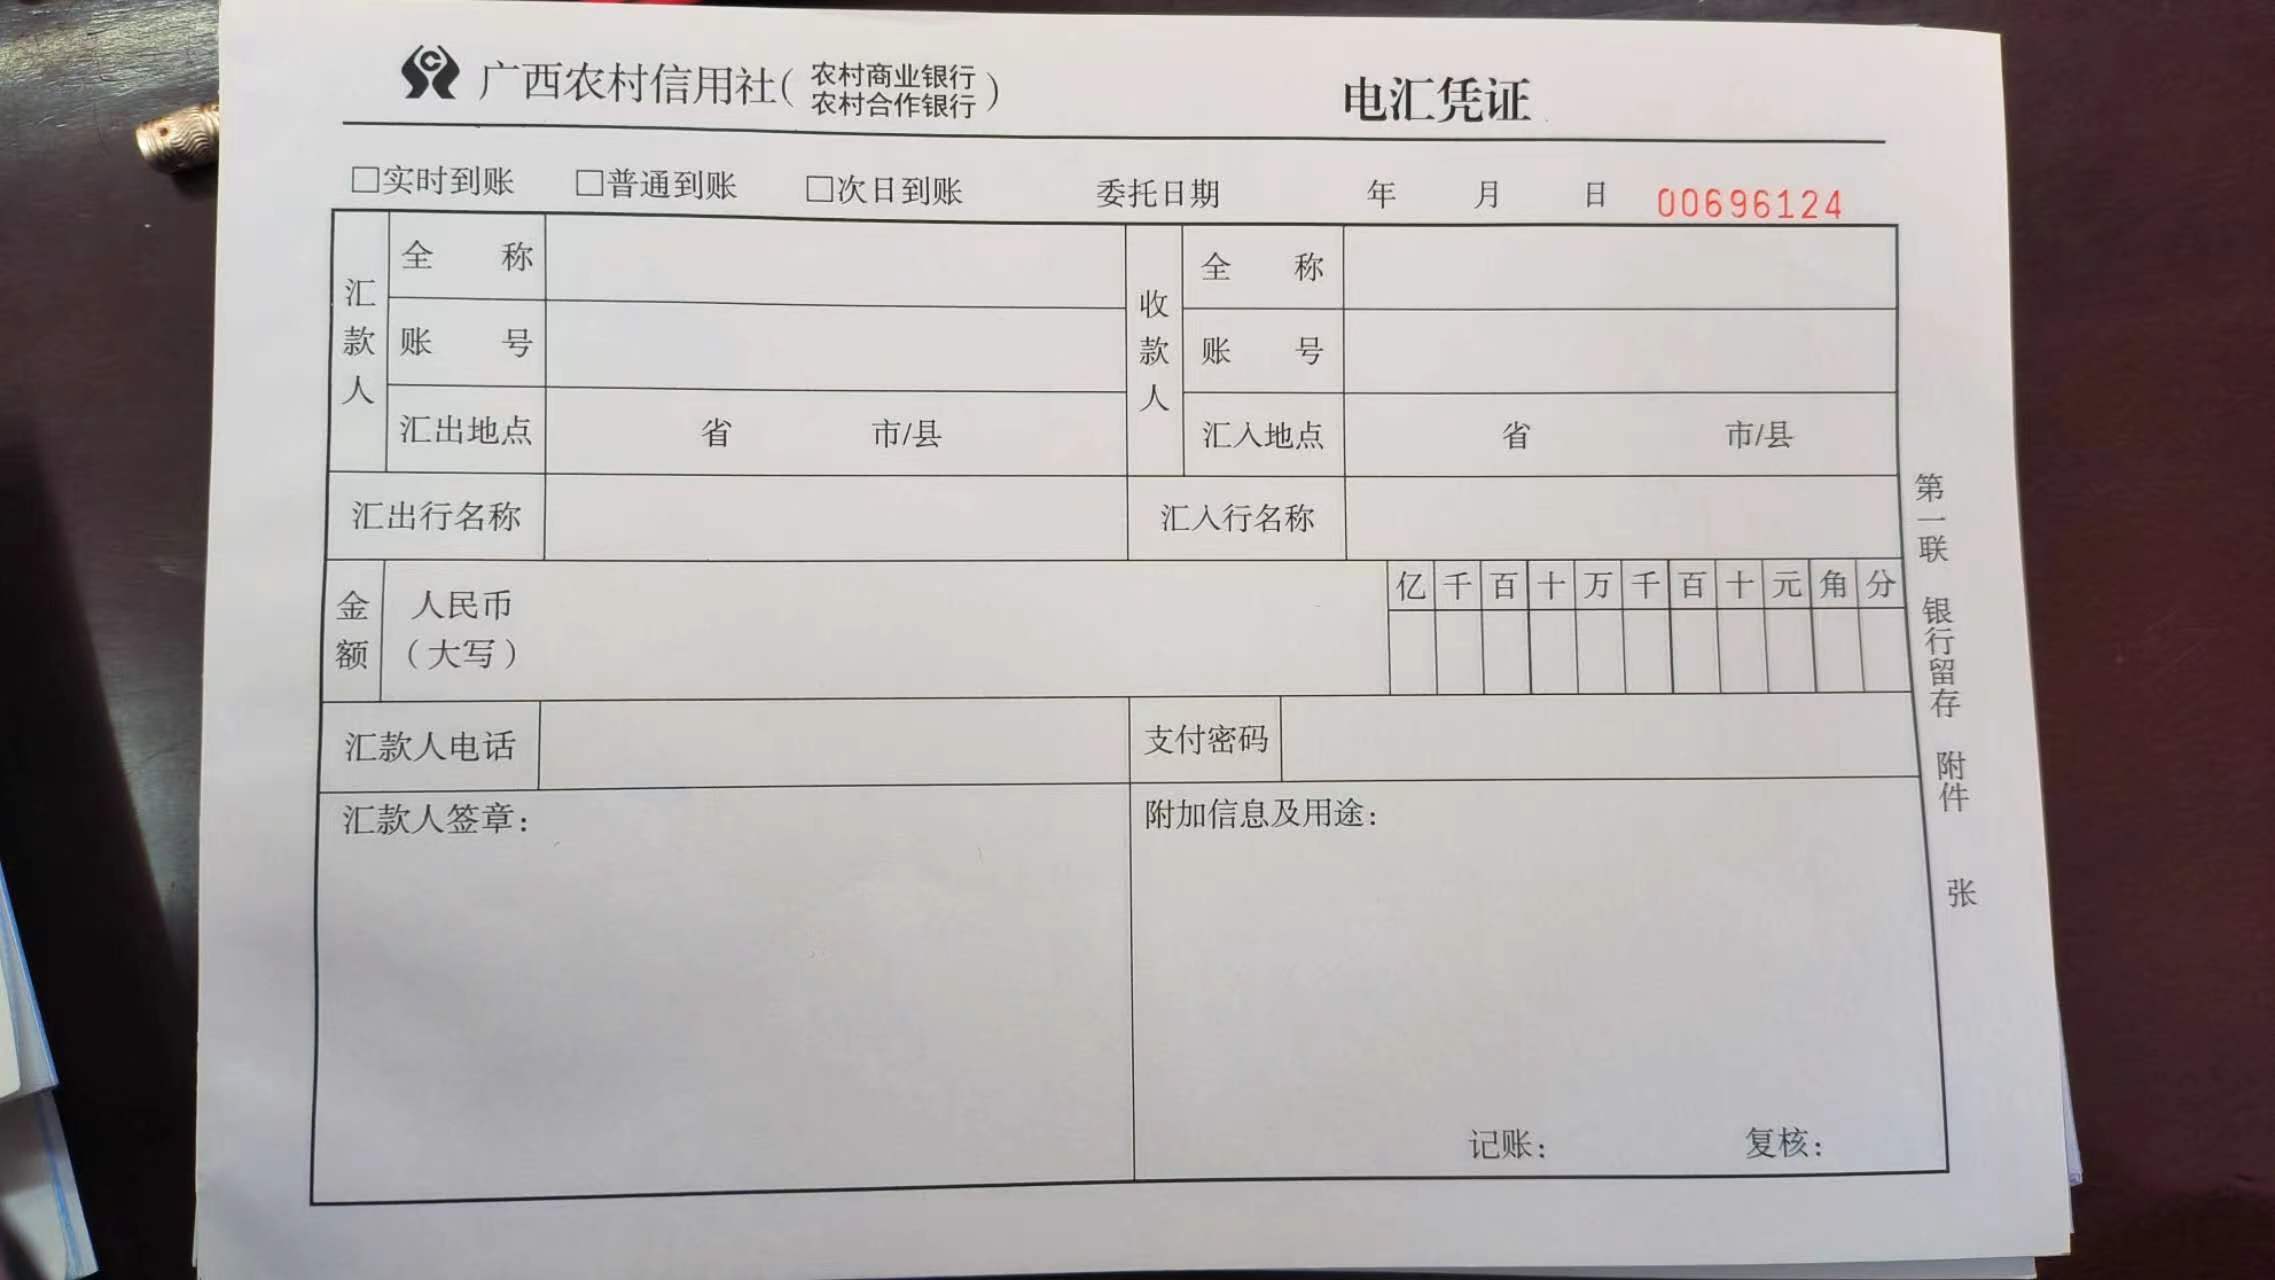 广西农村信用社(农村商业银行 农村合作银行) 电汇凭证
□实时到账 □普通到账 □次日到账 委托日期 年 月 日 00696124
汇款人 全称 收款人 全称
账号 账号
汇出地点 省 市/县 汇入地点 省 市/县
汇出行名称 汇入行名称
金额 人民币(大写) 亿 千 百 十 万 千 百 十 元 角 分
汇款人电话 支付密码
汇款人签章: 附加信息及用途:
记账: 复核:
第一联 银行留存 附件 张